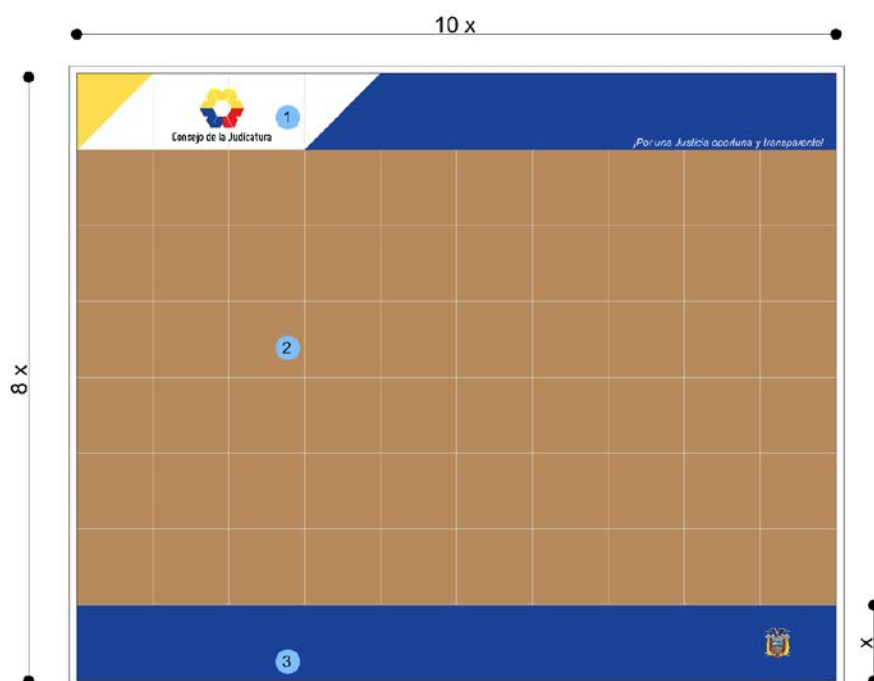 10 x
1
Consejo de la Judicatura
¡Por una Justicia oportuna y transparente!
2
8 x
x
3